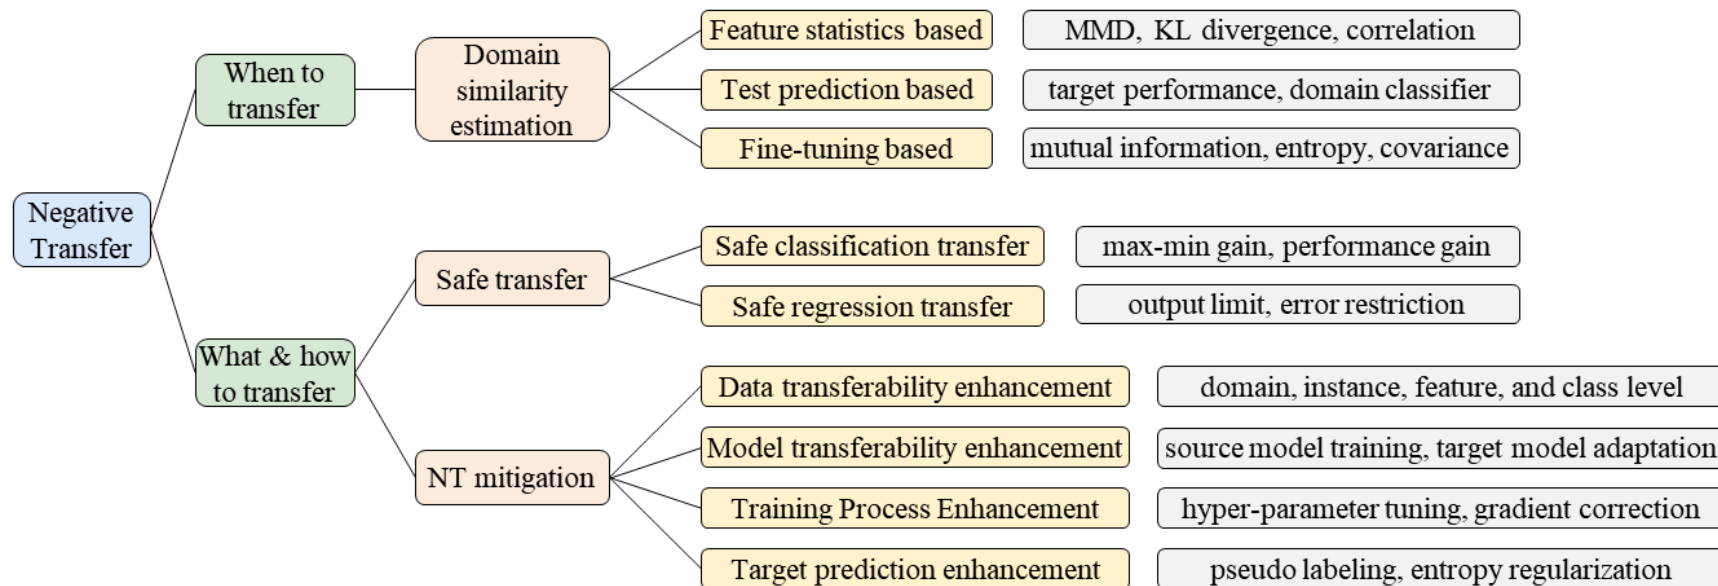 Negative
Transfer
When to
transfer
Domain
similarity
estimation
Feature statistics based
MMD, KL divergence, correlation
Test prediction based
target performance, domain classifier
Fine-tuning based
mutual information, entropy, covariance
What & how
to transfer
Safe transfer
Safe classification transfer
max-min gain, performance gain
Safe regression transfer
output limit, error restriction
NT mitigation
Data transferability enhancement
domain, instance, feature, and class level
Model transferability enhancement
source model training, target model adaptation
Training Process Enhancement
hyper-parameter tuning, gradient correction
Target prediction enhancement
pseudo labeling, entropy regularization